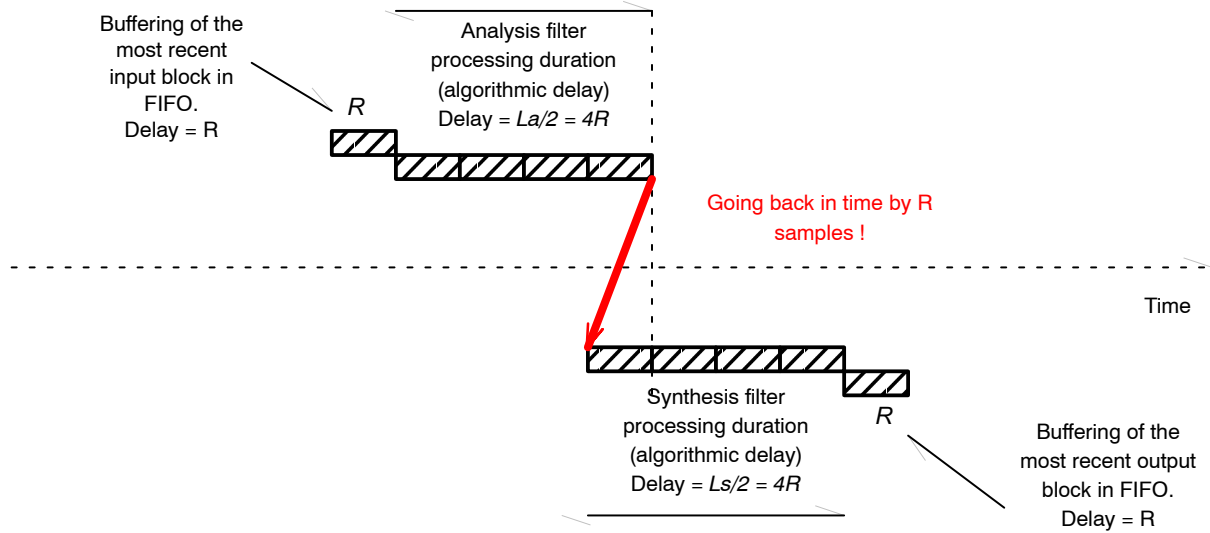 Buffering of the
most recent
input block in
FIFO.
Delay = R
R
Analysis filter
processing duration
(algorithmic delay)
Delay = La/2 = 4R
Going back in time by R
samples !
Time
Synthesis filter
processing duration
(algorithmic delay)
Delay = Ls/2 = 4R
R
Buffering of the
most recent output
block in FIFO.
Delay = R